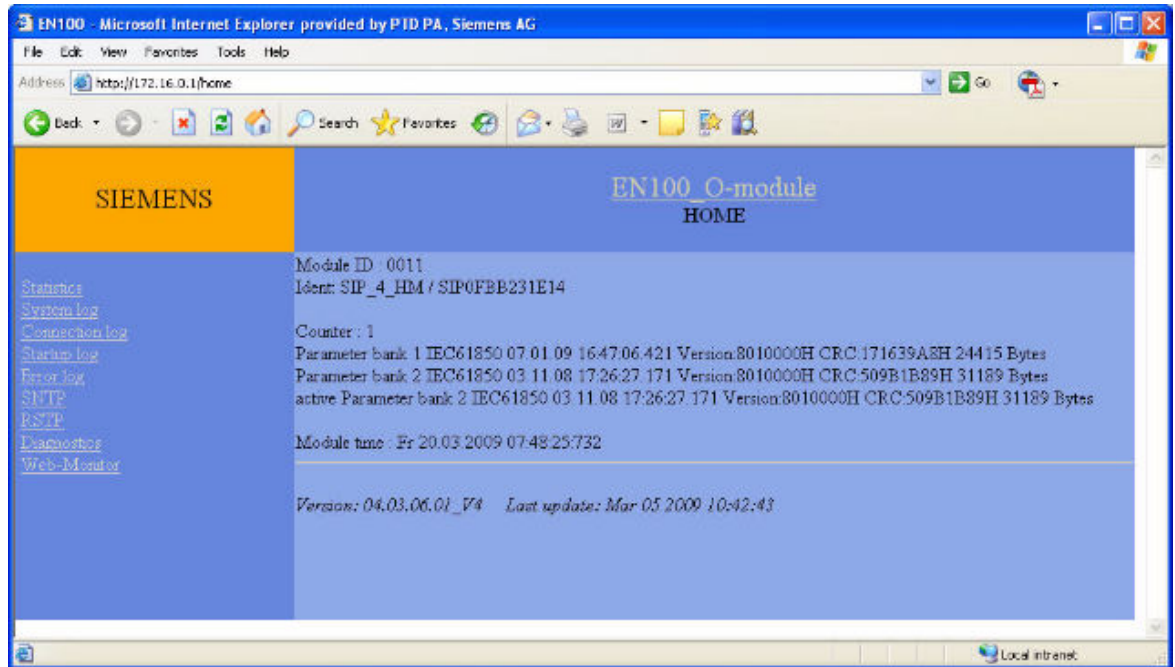 EN100 - Microsoft Internet Explorer provided by PTD PA, Siemens AG
File Edit View Favorites Tools Help
Address http://172.16.0.1/home Go
Back Search Favorites
SIEMENS
EN100_O-module
HOME
Statistics
System log
Connection log
Startup log
Error log
SNTP
RSTP
Diagnostics
Web-Monitor
Module ID : 0011
Ident: SIP_4_HM / SIP0FBB231E14
Counter : 1
Parameter bank 1 IEC61850 07.01.09 16:47:06.421 Version:8010000H CRC:171639A8H 24415 Bytes
Parameter bank 2 IEC61850 03.11.08 17:26:27.171 Version:8010000H CRC:509B1B89H 31189 Bytes
active Parameter bank 2 IEC61850 03.11.08 17:26:27.171 Version:8010000H CRC:509B1B89H 31189 Bytes
Module time : Fr 20.03.2009 07:48:25:732
Version: 04.03.06.01_V4 Last update: Mar 05 2009 10:42:43
Local intranet